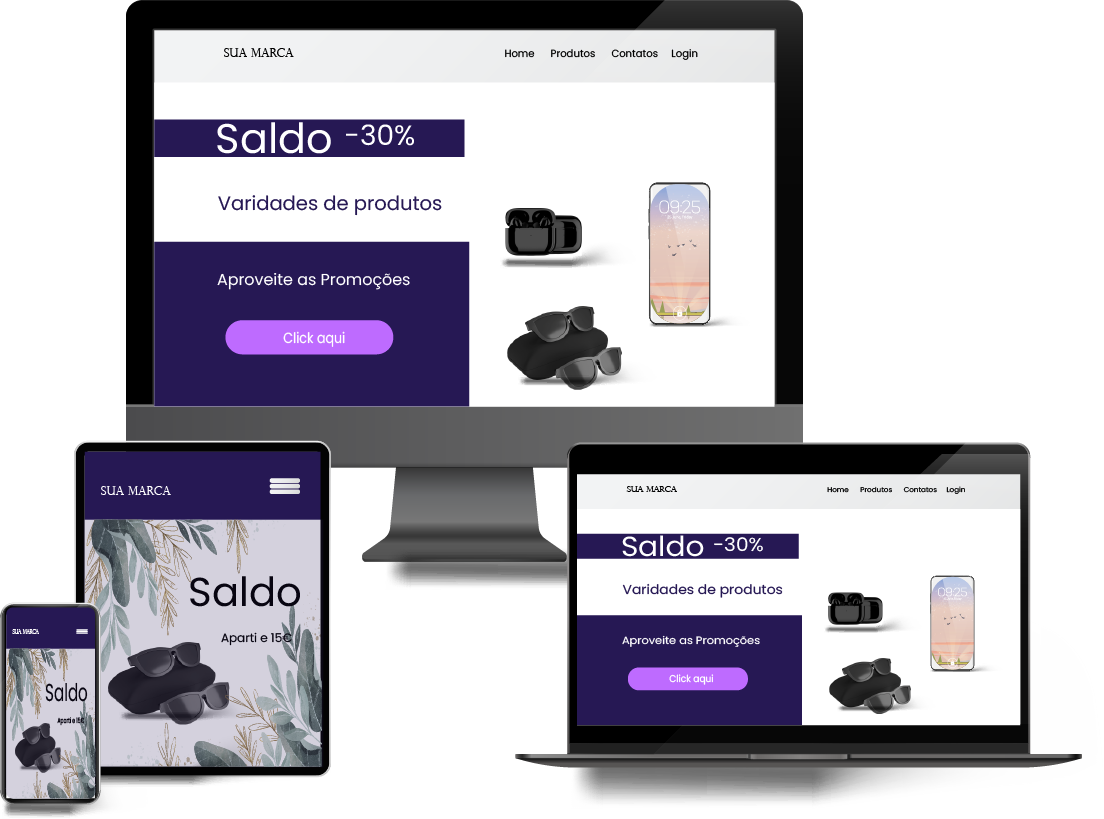 SUA MARCA
Home Produtos Contatos Login
Saldo -30%
Varidades de produtos
09:25
Aproveite as Promoções
Click aqui
SUA MARCA
Saldo
Aparti e 15€
SUA MARCA
Saldo
Aparti e 15€
SUA MARCA
Home Produtos Contatos Login
Saldo -30%
Varidades de produtos
09:25
Aproveite as Promoções
Click aqui